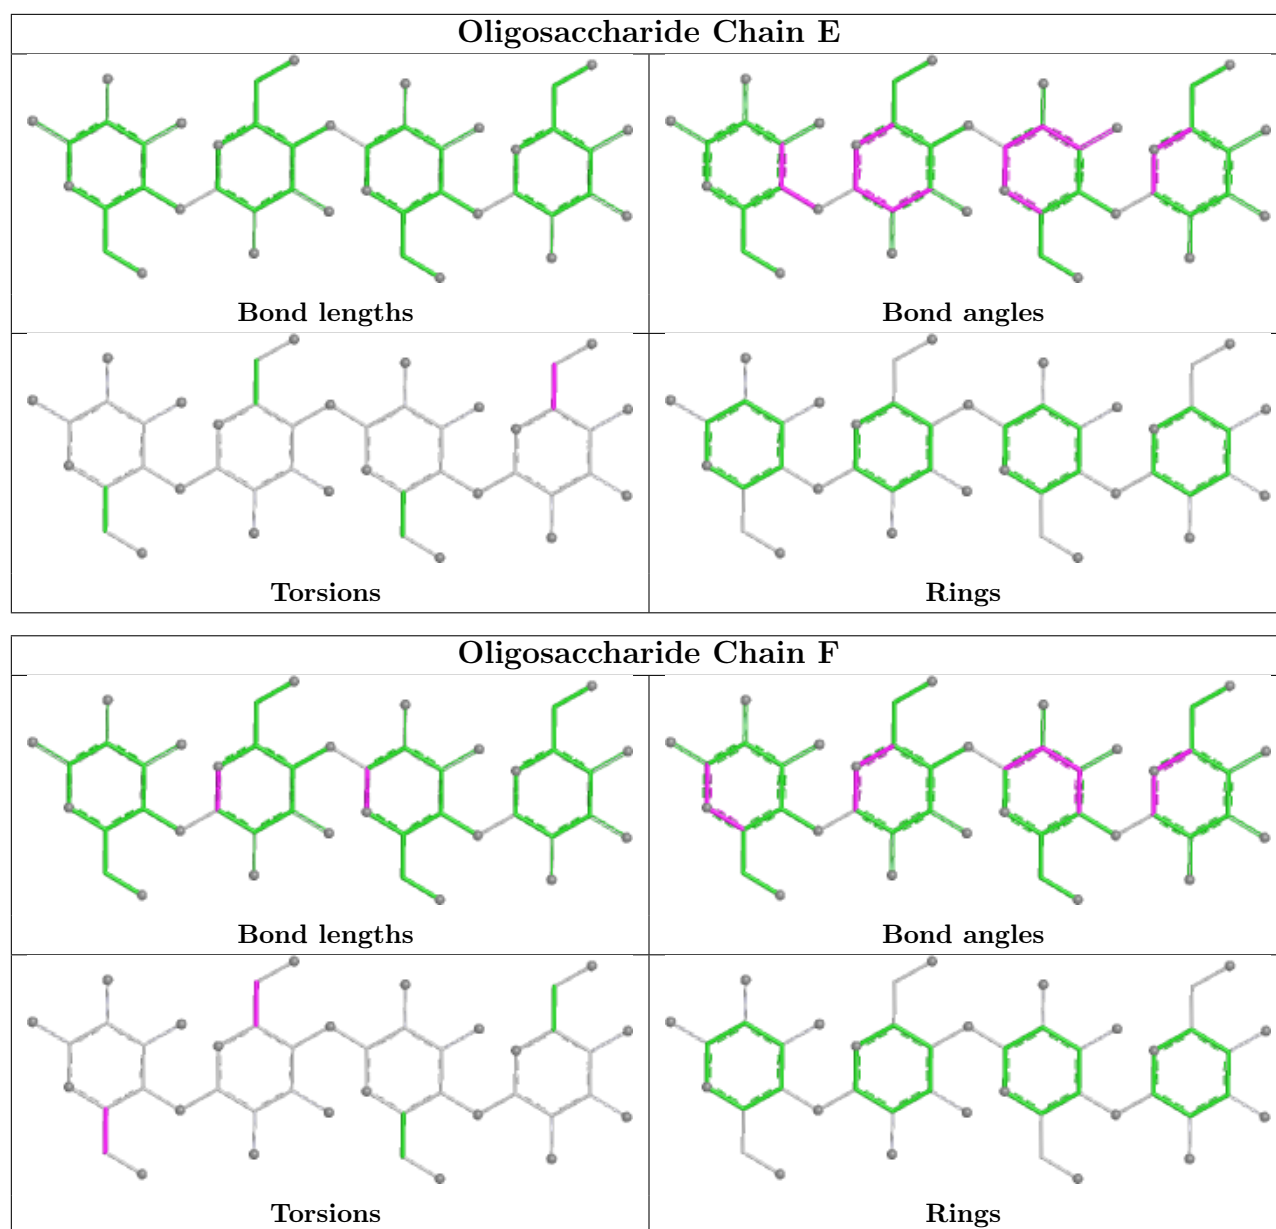 Oligosaccharide Chain E
Bond lengths
Bond angles
Torsions
Rings
Oligosaccharide Chain F
Bond lengths
Bond angles
Torsions
Rings